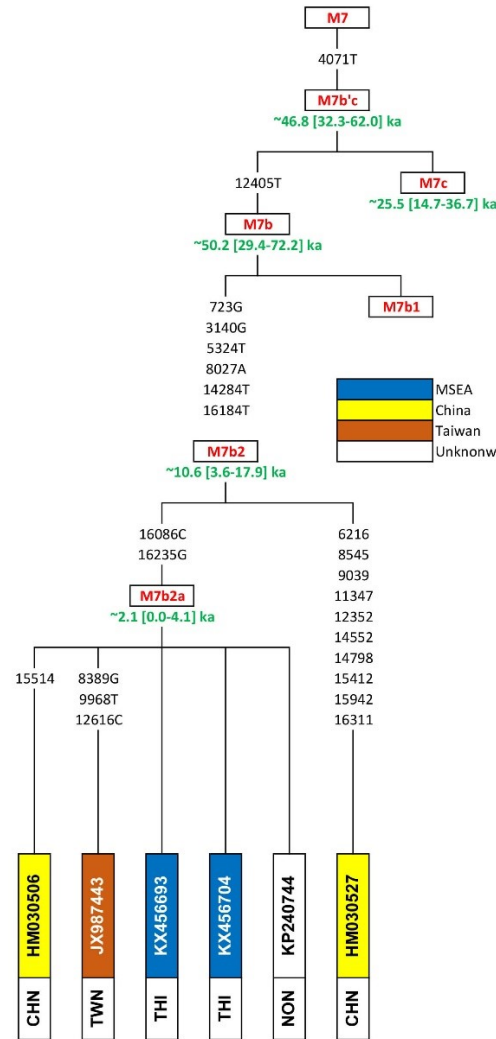 M7
4071T
M7b'c
~46.8 [32.3-62.0] ka
12405T
M7c
~25.5 [14.7-36.7] ka
M7b
~50.2 [29.4-72.2] ka
723G
3140G
5324T
8027A
14284T
16184T
M7b1
MSEA
China
Taiwan
Unknonw
M7b2
~10.6 [3.6-17.9] ka
16086C
16235G
M7b2a
~2.1 [0.0-4.1] ka
6216
8545
9039
11347
12352
14552
14798
15412
15942
16311
15514
8389G
9968T
12616C
HM030506
JX987443
KX456693
KX456704
KP240744
HM030527
CHN
TWN
THI
THI
NON
CHN